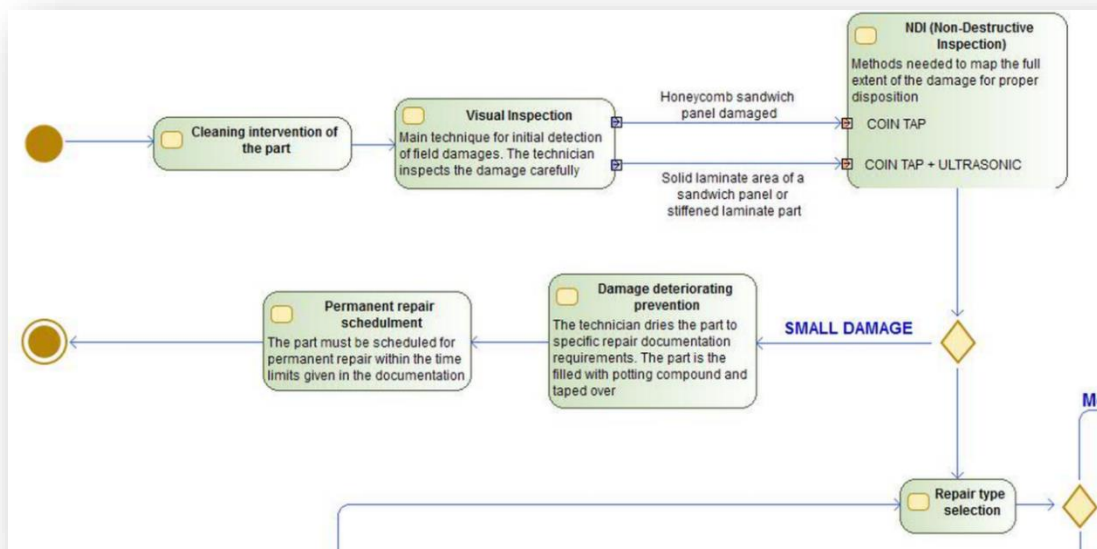 NDI (Non-Destructive
Inspection)
Methods needed to map the full
extent of the damage for proper
disposition
COIN TAP
COIN TAP + ULTRASONIC
Honeycomb sandwich
panel damaged
Visual Inspection
Main technique for initial detection
of field damages. The technician
inspects the damage carefully
Cleaning intervention of
the part
Solid laminate area of a
sandwich panel or
stiffened laminate part
Damage deteriorating
prevention
The technician dries the part to
specific repair documentation
requirements. The part is the
filled with potting compound and
taped over
Permanent repair
schedulment
The part must be scheduled for
permanent repair within the time
limits given in the documentation
SMALL DAMAGE
Repair type
selection